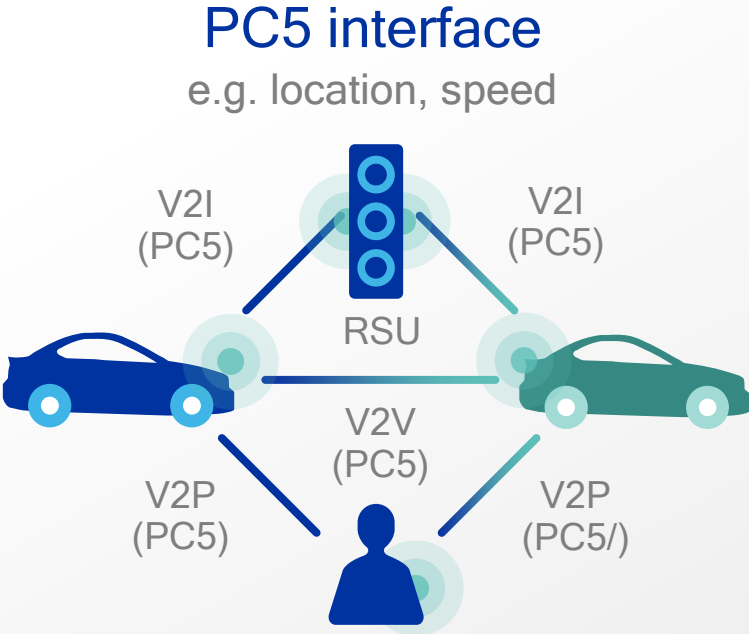 PC5 interface
e.g. location, speed
V2I
(PC5)
V2I
(PC5)
RSU
V2V
(PC5)
V2P
(PC5)
V2P
(PC5/)